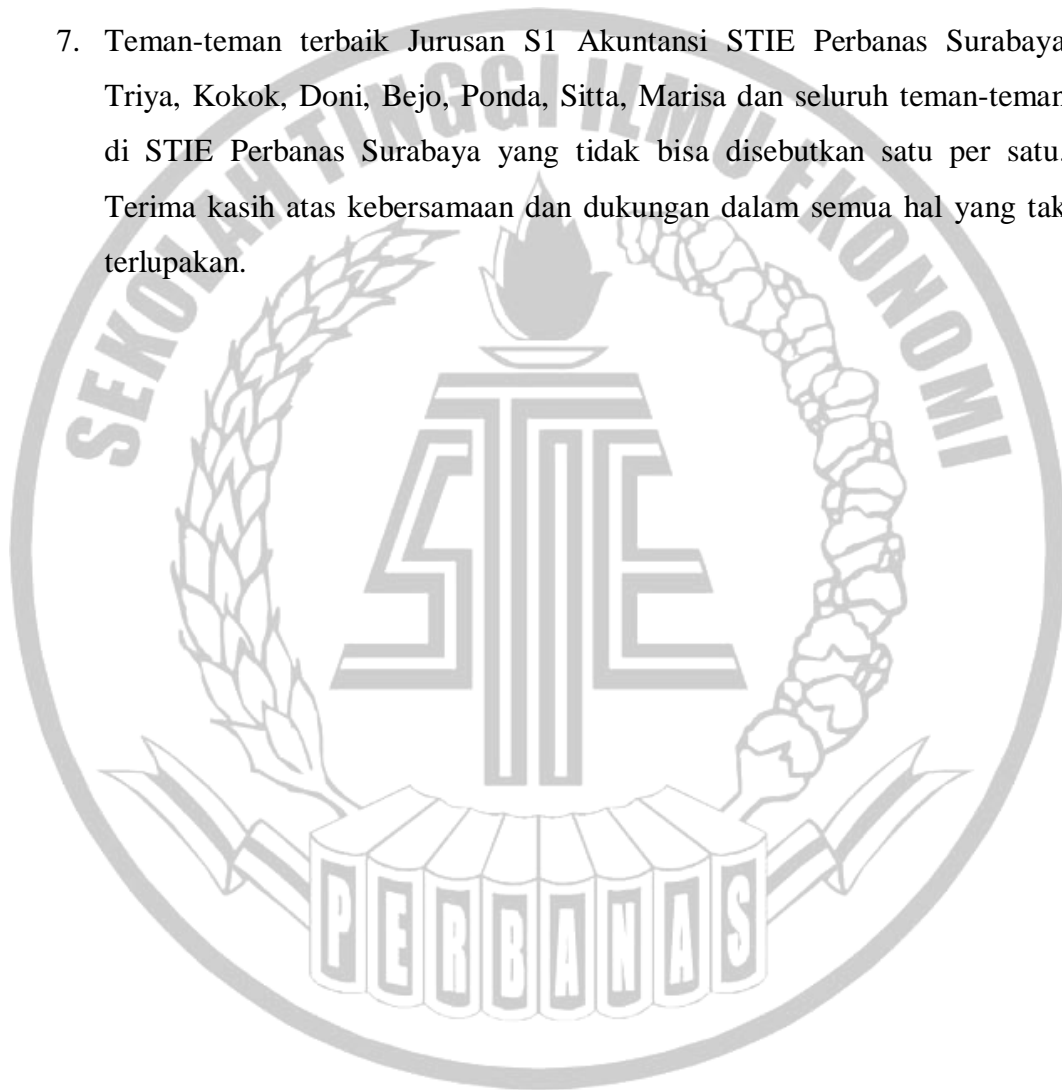 7. Teman-teman terbaik Jurusan S1 Akuntansi STIE Perbanas Surabaya
Triya, Kokok, Doni, Bejo, Ponda, Sitta, Marisa dan seluruh teman-teman
di STIE Perbanas Surabaya yang tidak bisa disebutkan satu per satu.
Terima kasih atas kebersamaan dan dukungan dalam semua hal yang tak
terlupakan.
SEKOLAH TINGGI ILMU EKONOMI
STIE
PERBANAS